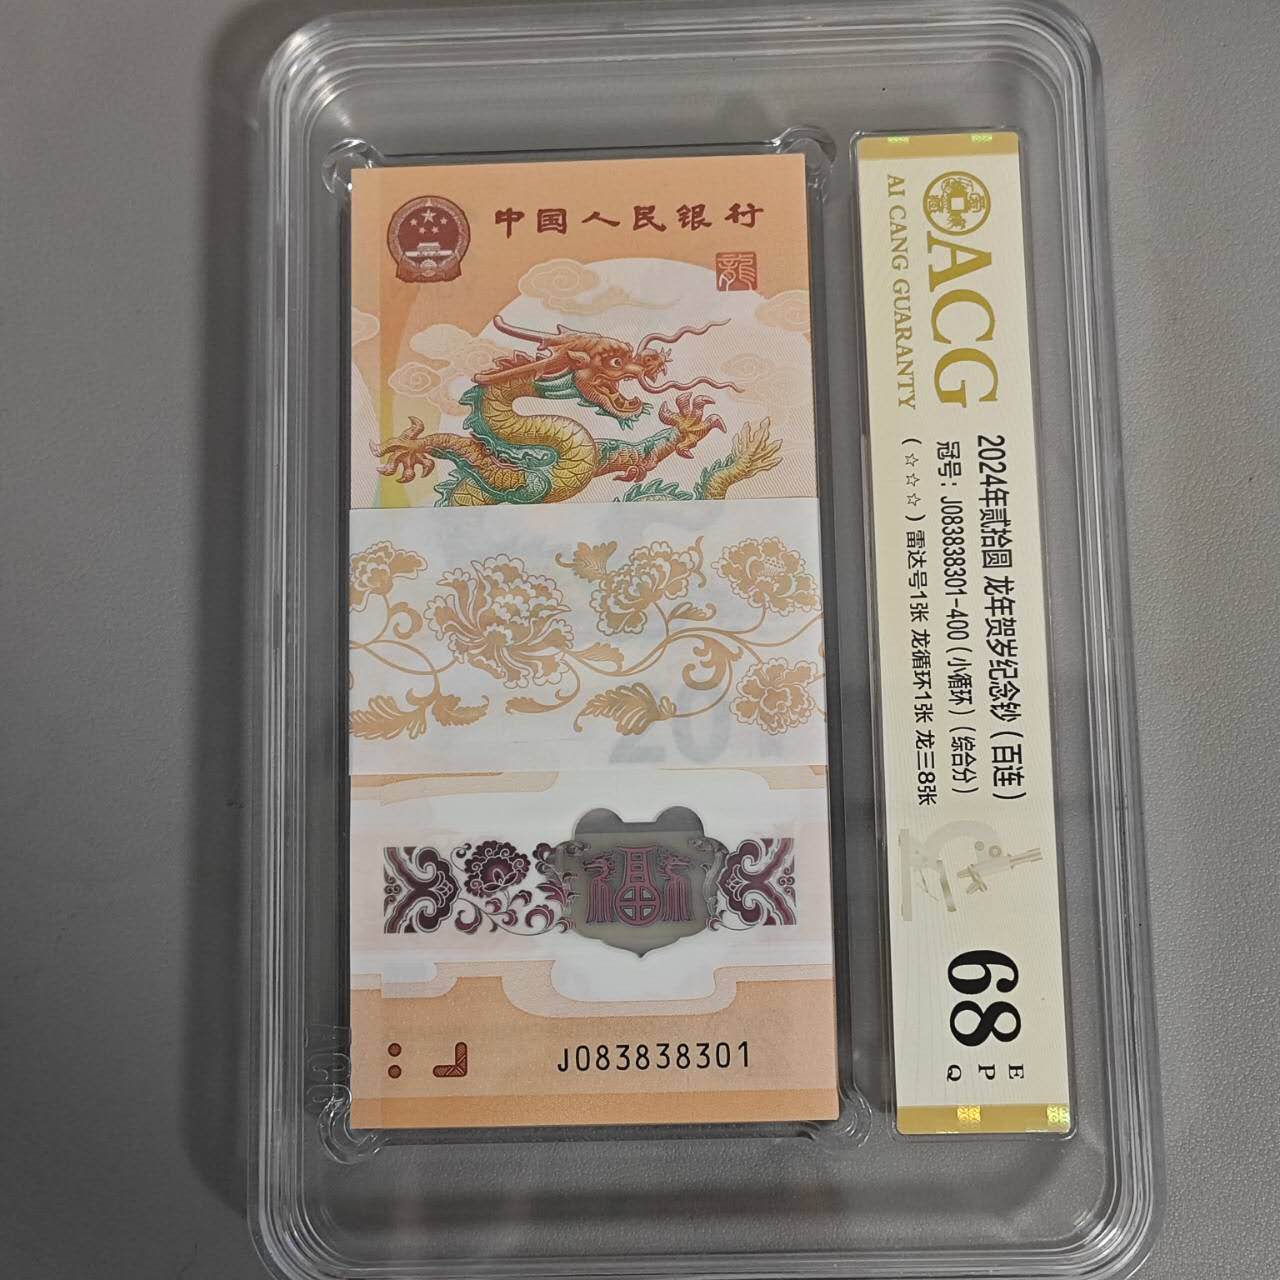 中国人民银行
龍
福
J083838301
ACG
AI CANG GUARANTY
2024年贰拾圆 龙年贺岁纪念钞（百连）
冠号：J083838301-400（小循环）（综合分）
（☆☆☆）雷达号1张 龙循环1张 龙三8张
68
E
P
Q